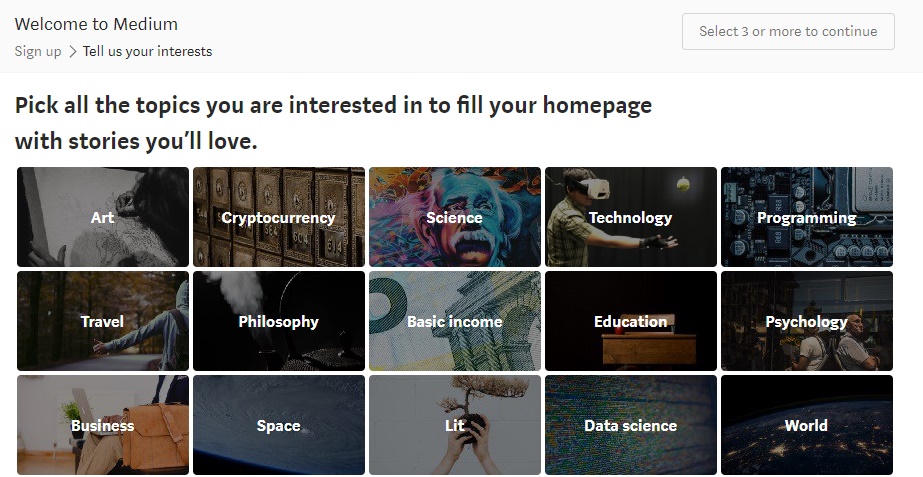 Welcome to Medium
Select 3 or more to continue
Sign up > Tell us your interests
Pick all the topics you are interested in to fill your homepage
with stories you’ll love.
Art
Cryptocurrency
Science
Technology
Programming
Travel
Philosophy
Basic income
Education
Psychology
Business
Space
Lit
Data science
World